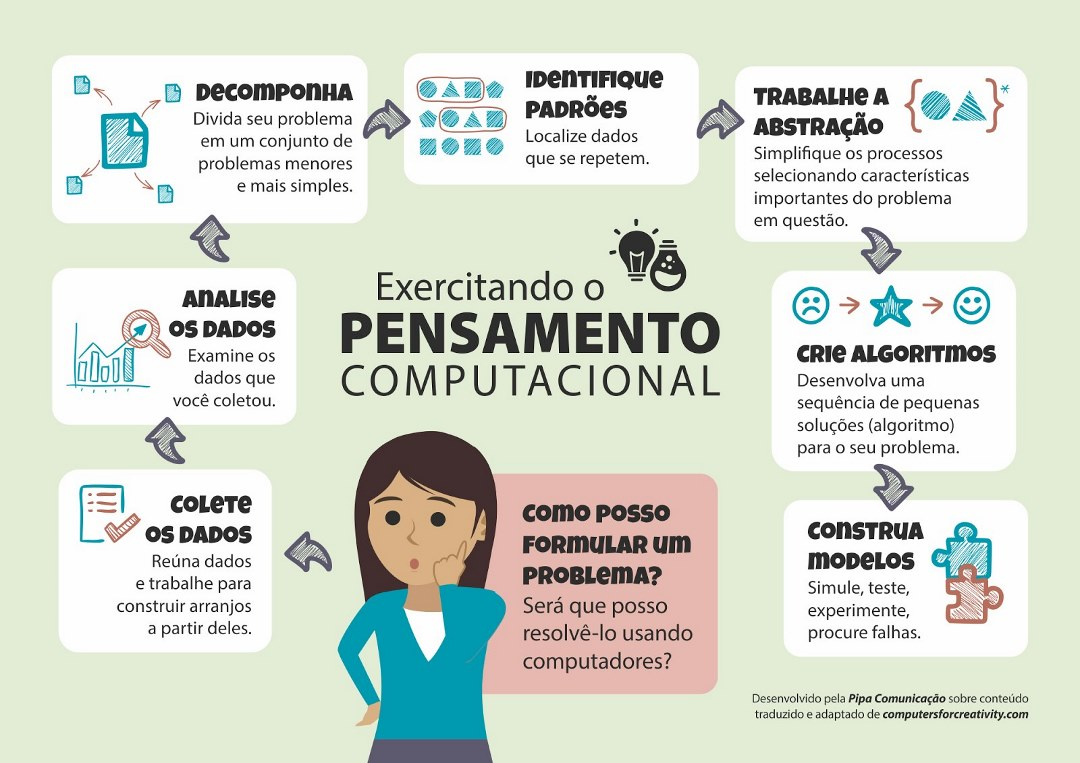 Exercitando o
PENSAMENTO
COMPUTACIONAL
COMO POSSO
FORMULAR UM
PROBLEMA?
Será que posso
resolvê-lo usando
computadores?
COLETE
OS DADOS
Reúna dados
e trabalhe para
construir arranjos
a partir deles.
ANALISE
OS DADOS
Examine os
dados que
você coletou.
DECOMPONHA
Divida seu problema
em um conjunto de
problemas menores
e mais simples.
IDENTIFIQUE
PADRÕES
Localize dados
que se repetem.
TRABALHE A
ABSTRAÇÃO
{ }*
Simplifique os processos
selecionando características
importantes do problema
em questão.
CRIE ALGORITMOS
Desenvolva uma
sequência de pequenas
soluções (algoritmo)
para o seu problema.
CONSTRUA
MODELOS
Simule, teste,
experimente,
procure falhas.
Desenvolvido pela Pipa Comunicação sobre conteúdo
traduzido e adaptado de computersforcreativity.com